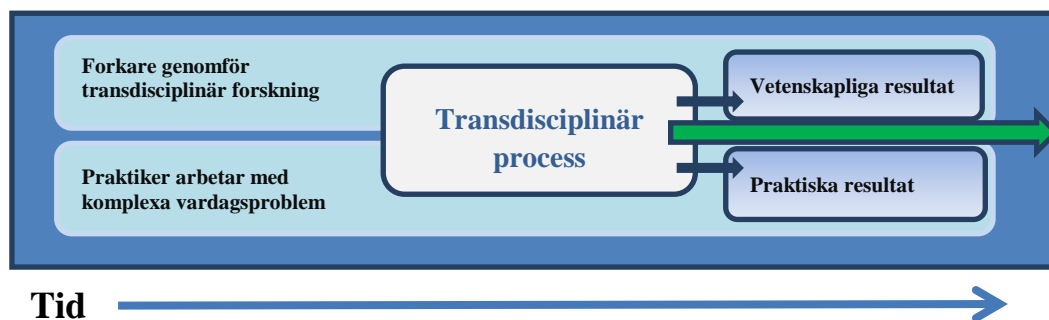 Forkare genomför
transdisciplinär forskning
Vetenskapliga resultat
Transdisciplinär
process
Praktiker arbetar med
komplexa vardagsproblem
Praktiska resultat
Tid